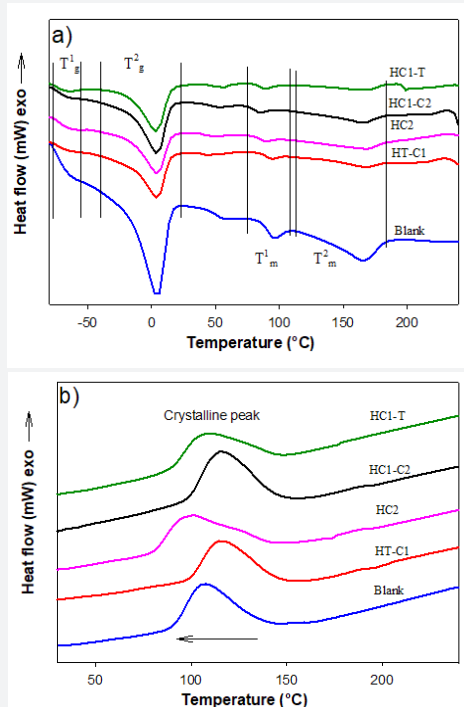 a)
T¹g
T²g
HC1-T
HC1-C2
HC2
HT-C1
Blank
T¹m
T²m
Heat flow (mW) exo
-50
0
50
100
150
200
Temperature (°C)
b)
Crystalline peak
HC1-T
HC1-C2
HC2
HT-C1
Blank
Heat flow (mW) exo
50
100
150
200
Temperature (°C)